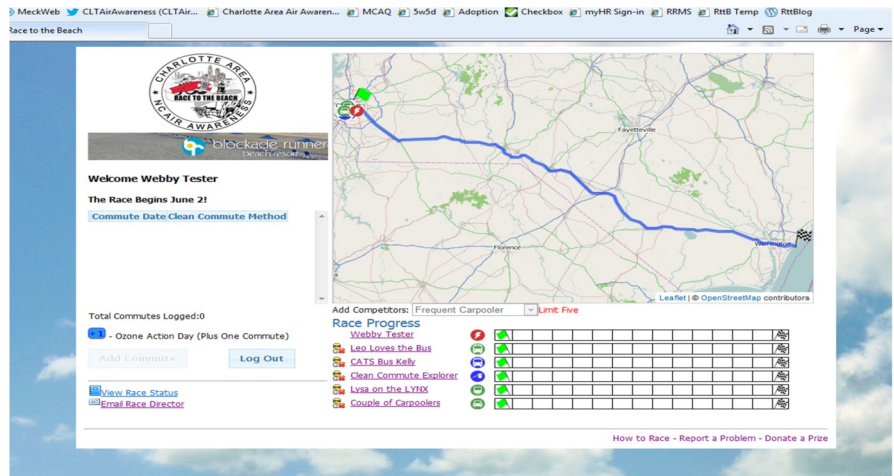 MeckWeb CLTAirAwareness (CLTAir... Charlotte Area Air Awaren... MCAQ 5w5d Adoption Checkbox myHR Sign-in RRMS RttB Temp RttBlog
Race to the Beach
Page
CHARLOTTE AREA
RACE TO THE BEACH
NC AIR AWARENESS
blockade runner
beach resort
Welcome Webby Tester
The Race Begins June 2!
Commute Date Clean Commute Method
Total Commutes Logged:0
+1 - Ozone Action Day (Plus One Commute)
Add Commute Log Out
View Race Status
Email Race Director
Fayetteville
Florence
Wilmington
Leaflet | © OpenStreetMap contributors
Add Competitors: Frequent Carpooler Limit Five
Race Progress
Webby Tester
Leo Loves the Bus
CATS Bus Kelly
Clean Commute Explorer
Lysa on the LYNX
Couple of Carpoolers
How to Race - Report a Problem - Donate a Prize